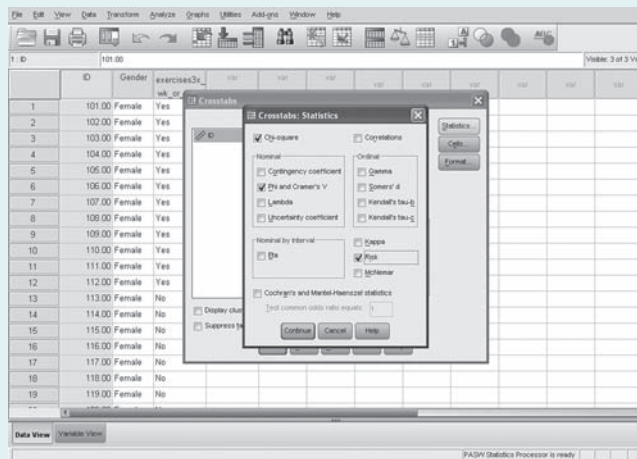 File Edit View Data Transform Analyze Graphs Utilities Add-ons Window Help
1 : ID 101.00 Visible: 3 of 3 Va
ID Gender exercises3x_ var var var var var var var var
wk_or_
1 101.00 Female Yes
2 102.00 Female Yes
3 103.00 Female Yes
4 104.00 Female Yes
5 105.00 Female Yes
6 106.00 Female Yes
7 107.00 Female Yes
8 108.00 Female Yes
9 109.00 Female Yes
10 110.00 Female Yes
11 111.00 Female Yes
12 112.00 Female Yes
13 113.00 Female No
14 114.00 Female No
15 115.00 Female No
16 116.00 Female No
17 117.00 Female No
18 118.00 Female No
19 119.00 Female No
Crosstabs
ID
Statistics...
Cells...
Format...
Display clus
Suppress ta
Crosstabs: Statistics
Chi-square Correlations
Nominal Ordinal
Contingency coefficient Gamma
Phi and Cramer's V Somers' d
Lambda Kendall's tau-b
Uncertainty coefficient Kendall's tau-c
Nominal by Interval Kappa
Eta Risk
McNemar
Cochran's and Mantel-Haenszel statistics
Test common odds ratio equals: 1
Continue Cancel Help
Data View Variable View
PASW Statistics Processor is ready